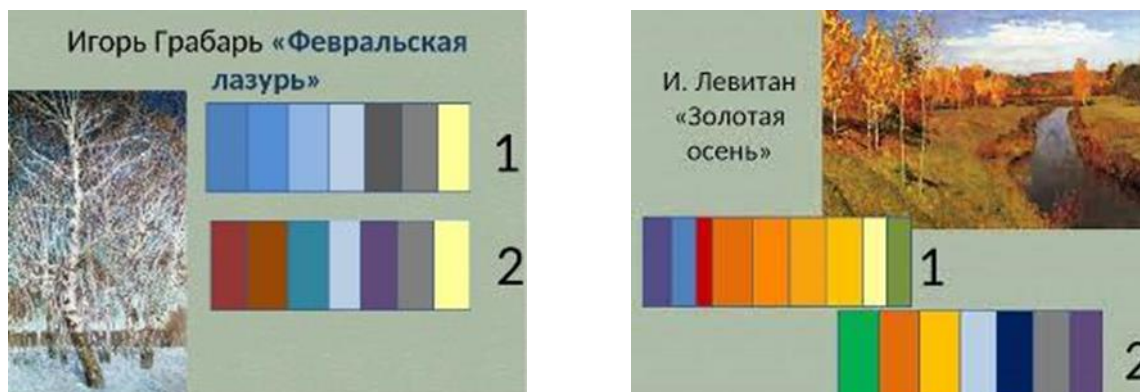 Игорь Грабарь «Февральская
лазурь»
1
2
И. Левитан
«Золотая
осень»
1
2